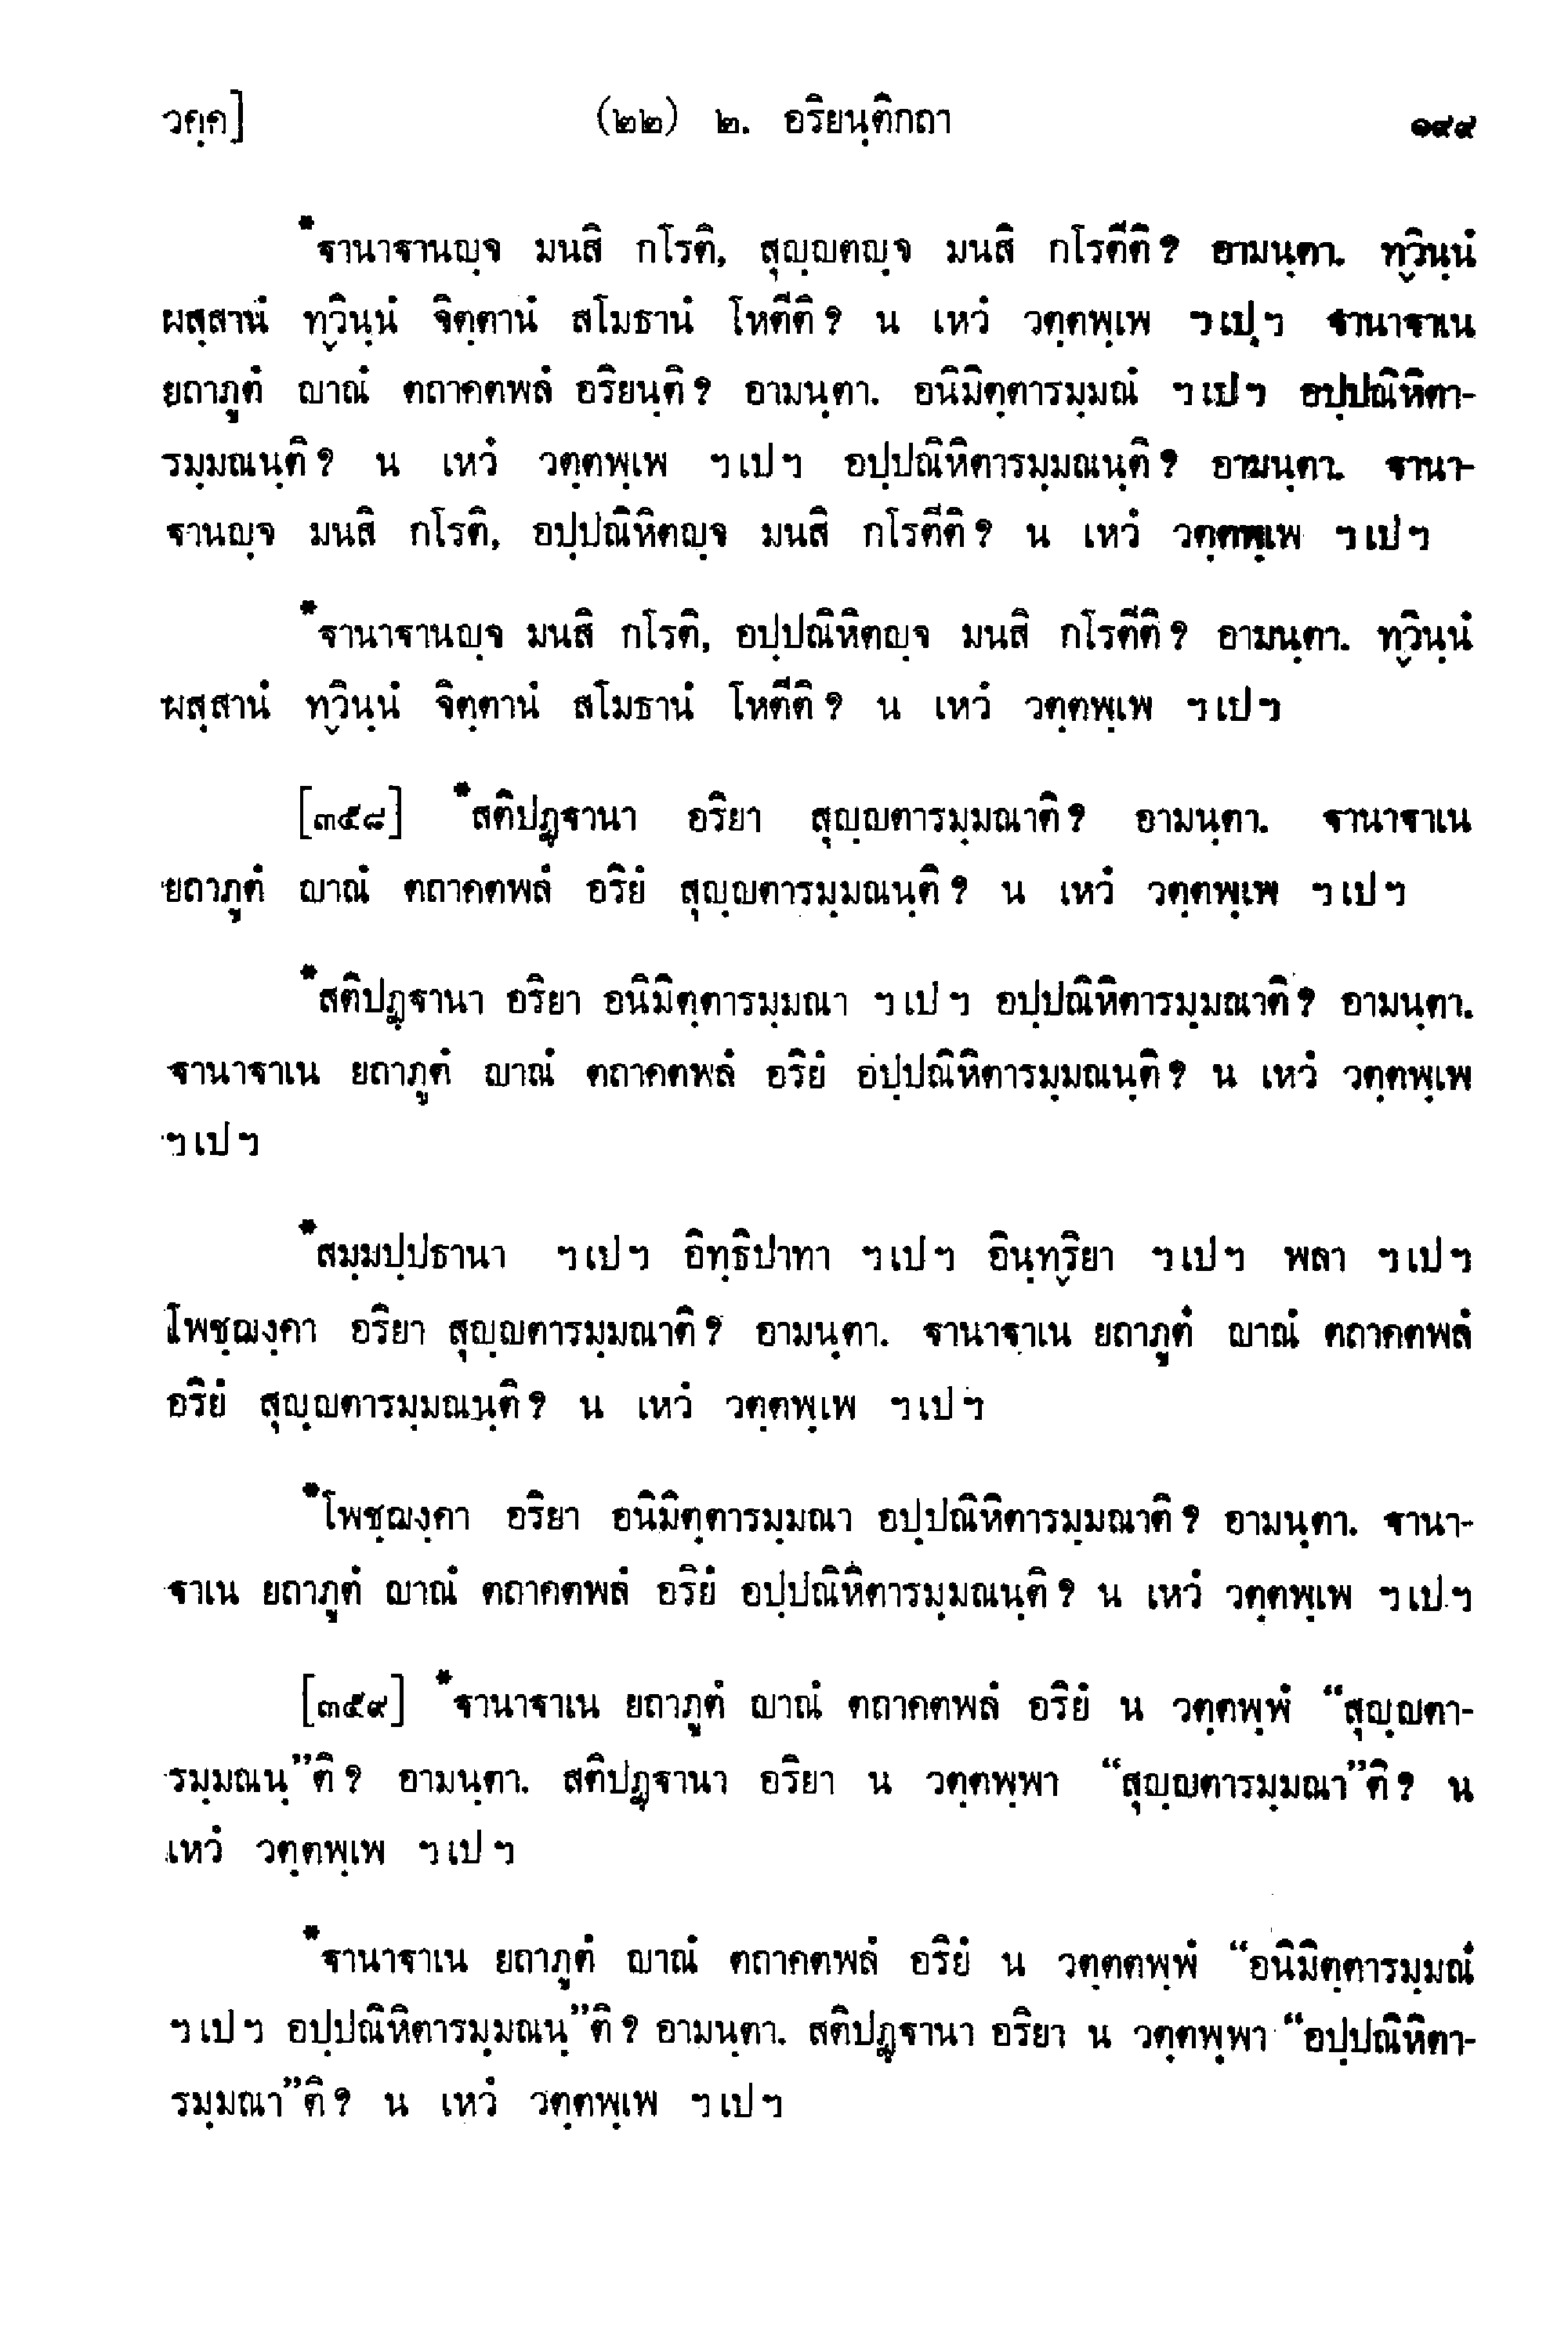 วคฺค]
(๒๒) ๒. อริยนฺติกถา
๑๙๙
*ฐานาฐานญฺจ มนสิ กโรติ, สุญฺญตญฺจ มนสิ กโรตีติ? อามนฺตา. ทฺวินฺนํ
ผสฺสานํ ทฺวินฺนํ จิตฺตานํ สโมธานํ โหตีติ? น เหวํ วตฺตพฺเพ ฯเปฯ ฐานาฐาเน
ยถาภูตํ ญาณํ ตถาคตพลํ อริยนฺติ? อามนฺตา. อนิมิตฺตารมฺมณํ ฯเปฯ อปฺปณิหิตา-
รมฺมณนฺติ? น เหวํ วตฺตพฺเพ ฯเปฯ อปฺปณิหิตารมฺมณนฺติ? อามนฺตา. ฐานา-
ฐานญฺจ มนสิ กโรติ, อปฺปณิหิตญฺจ มนสิ กโรตีติ? น เหวํ วตฺตพฺเพ ฯเปฯ
*ฐานาฐานญฺจ มนสิ กโรติ, อปฺปณิหิตญฺจ มนสิ กโรตีติ? อามนฺตา. ทฺวินฺนํ
ผสฺสานํ ทฺวินฺนํ จิตฺตานํ สโมธานํ โหตีติ? น เหวํ วตฺตพฺเพ ฯเปฯ
[๓๕๘] *สติปฏฺฐานา อริยา สุญฺญตารมฺมณาติ? อามนฺตา. ฐานาฐาเน
ยถาภูตํ ญาณํ ตถาคตพลํ อริยํ สุญฺญตารมฺมณนฺติ? น เหวํ วตฺตพฺเพ ฯเปฯ
*สติปฏฺฐานา อริยา อนิมิตฺตารมฺมณา ฯเปฯ อปฺปณิหิตารมฺมณาติ? อามนฺตา.
ฐานาฐาเน ยถาภูตํ ญาณํ ตถาคตพลํ อริยํ อปฺปณิหิตารมฺมณนฺติ? น เหวํ วตฺตพฺเพ
ฯเปฯ
*สมฺมปฺปธานา ฯเปฯ อิทฺธิปาทา ฯเปฯ อินฺทฺริยา ฯเปฯ พลา ฯเปฯ
โพชฺฌงฺคา อริยา สุญฺญตารมฺมณาติ? อามนฺตา. ฐานาฐาเน ยถาภูตํ ญาณํ ตถาคตพลํ
อริยํ สุญฺญตารมฺมณนฺติ? น เหวํ วตฺตพฺเพ ฯเปฯ
*โพชฺฌงฺคา อริยา อนิมิตฺตารมฺมณา อปฺปณิหิตารมฺมณาติ? อามนฺตา. ฐานา-
ฐาเน ยถาภูตํ ญาณํ ตถาคตพลํ อริยํ อปฺปณิหิตารมฺมณนฺติ? น เหวํ วตฺตพฺเพ ฯเปฯ
[๓๕๙] *ฐานาฐาเน ยถาภูตํ ญาณํ ตถาคตพลํ อริยํ น วตฺตพฺพํ “สุญฺญตา-
รมฺมณนฺ”ติ? อามนฺตา. สติปฏฺฐานา อริยา น วตฺตพฺพา “สุญฺญตารมฺมณา”ติ? น
เหวํ วตฺตพฺเพ ฯเปฯ
*ฐานาฐาเน ยถาภูตํ ญาณํ ตถาคตพลํ อริยํ น วตฺตตพฺพํ “อนิมิตฺตารมฺมณํ
ฯเปฯ อปฺปณิหิตารมฺมณนฺ”ติ? อามนฺตา. สติปฏฺฐานา อริยา น วตฺตพฺพา “อปฺปณิหิตา-
รมฺมณา”ติ? น เหวํ วตฺตพฺเพ ฯเปฯ